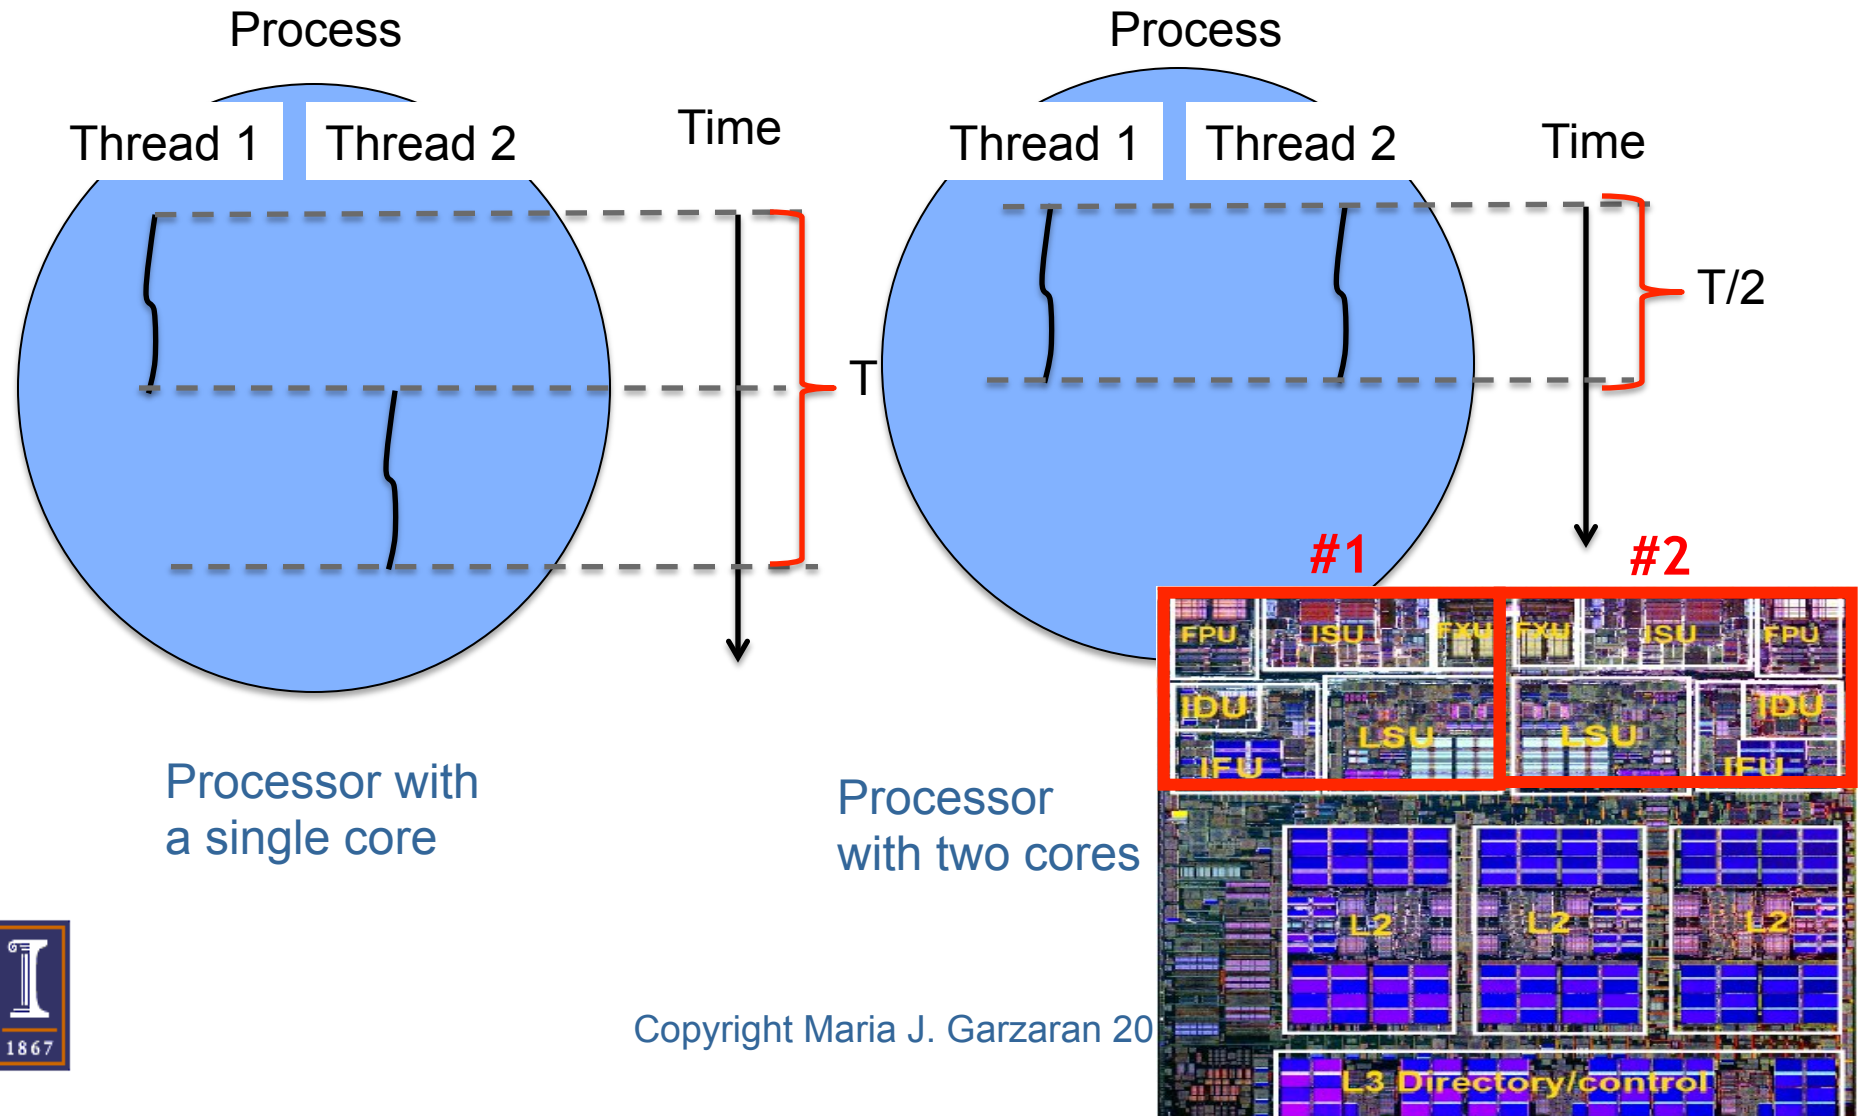 Process
Thread 1
Thread 2
Time
T
Processor with
a single core
Process
Thread 1
Thread 2
Time
T/2
Processor
with two cores
#1
#2
FPU
ISU
FXU
FXU
ISU
FPU
IDU
LSU
LSU
IDU
IFU
IFU
L2
L2
L2
L3 Directory/control
1867
Copyright Maria J. Garzaran 20